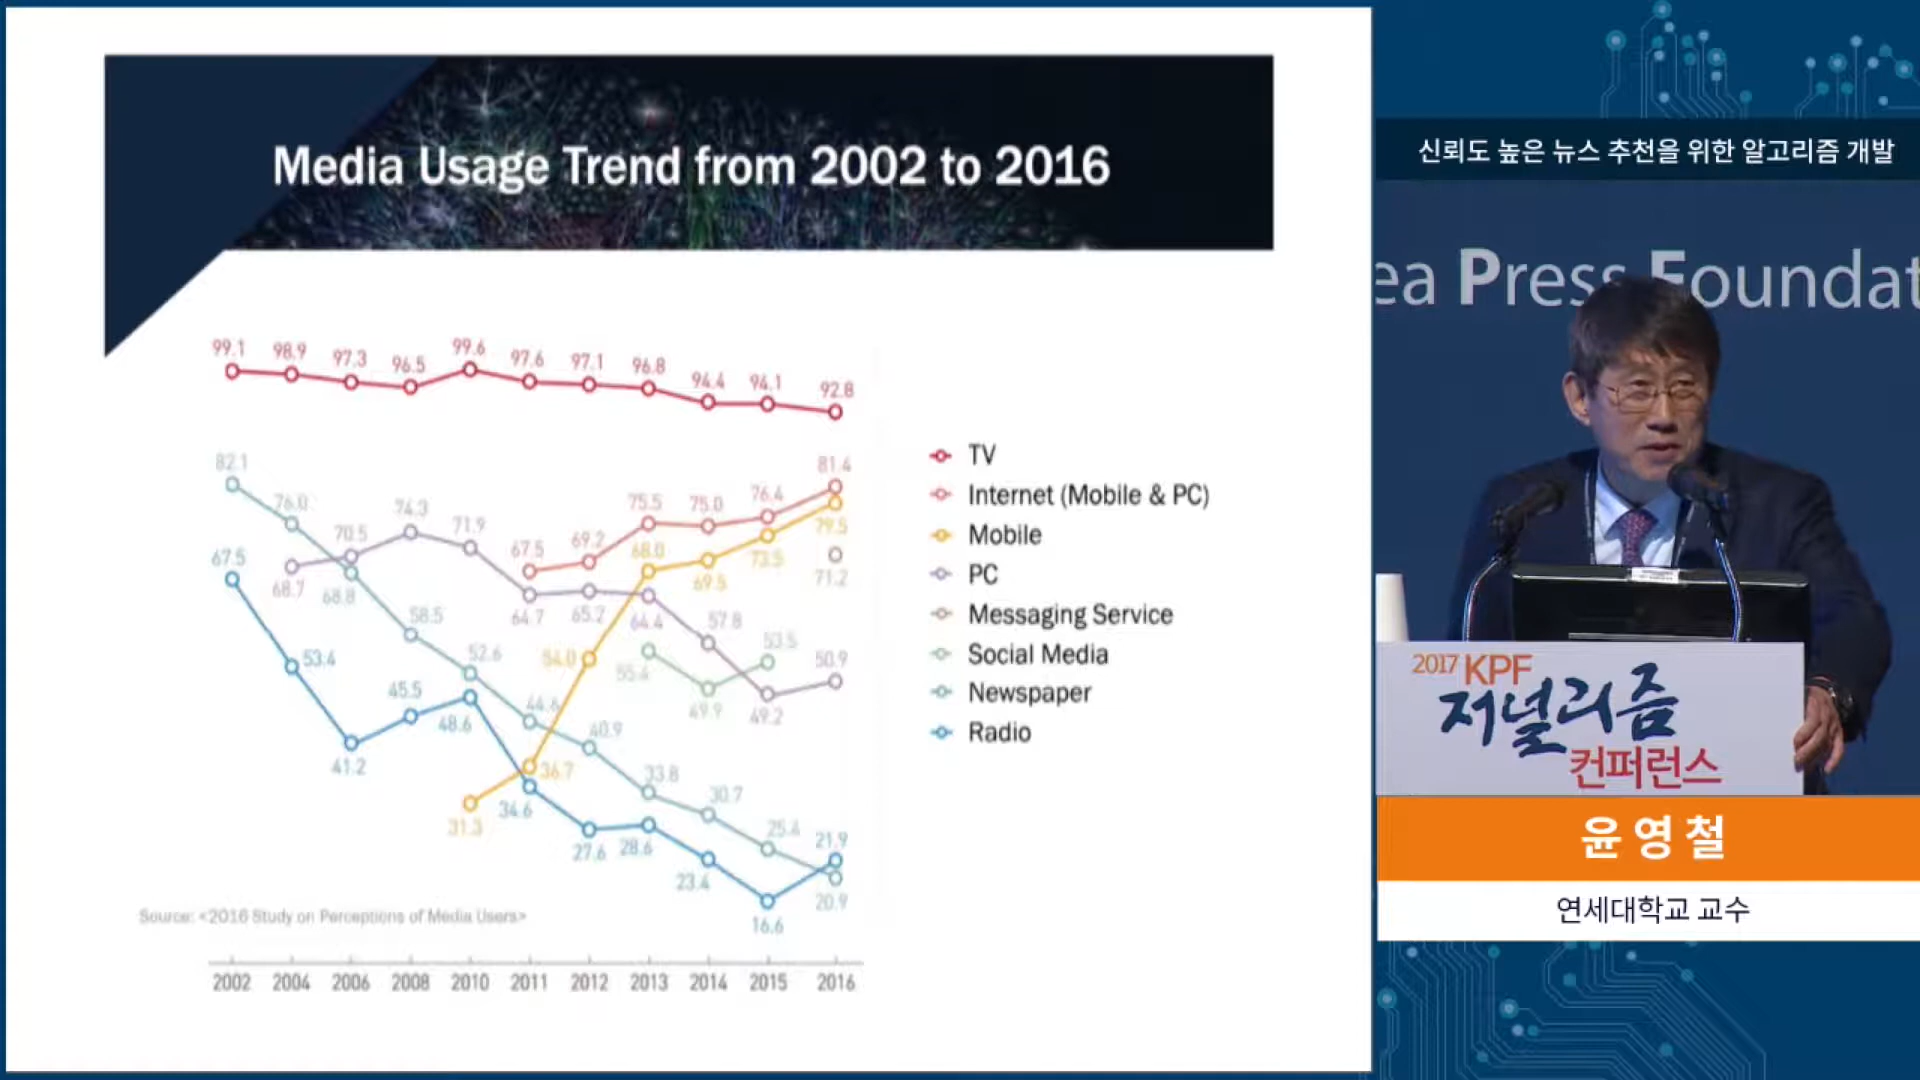 Media Usage Trend from 2002 to 2016
99.1 98.9 97.3 96.5 99.6 97.6 97.1 96.8 94.4 94.1 92.8
82.1 76.0 70.5 74.3 71.9 67.5 69.2 75.5 75.0 76.4 81.4
67.5 68.7 68.8 58.5 52.6 64.7 65.2 68.0 69.5 73.5 79.5
71.2
53.4 54.0 64.4 57.8 53.5 50.9
45.5 48.6 44.6 40.9 55.4 49.9 49.2
41.2 36.7 33.8 30.7
31.3 34.6 27.6 28.6 25.4 21.9
23.4 16.6 20.9
TV
Internet (Mobile & PC)
Mobile
PC
Messaging Service
Social Media
Newspaper
Radio
Source: <2016 Study on Perceptions of Media Users>
2002 2004 2006 2008 2010 2011 2012 2013 2014 2015 2016
신뢰도 높은 뉴스 추천을 위한 알고리즘 개발
ea Press Foundat
2017 KPF
저널리즘
컨퍼런스
윤영철
연세대학교 교수